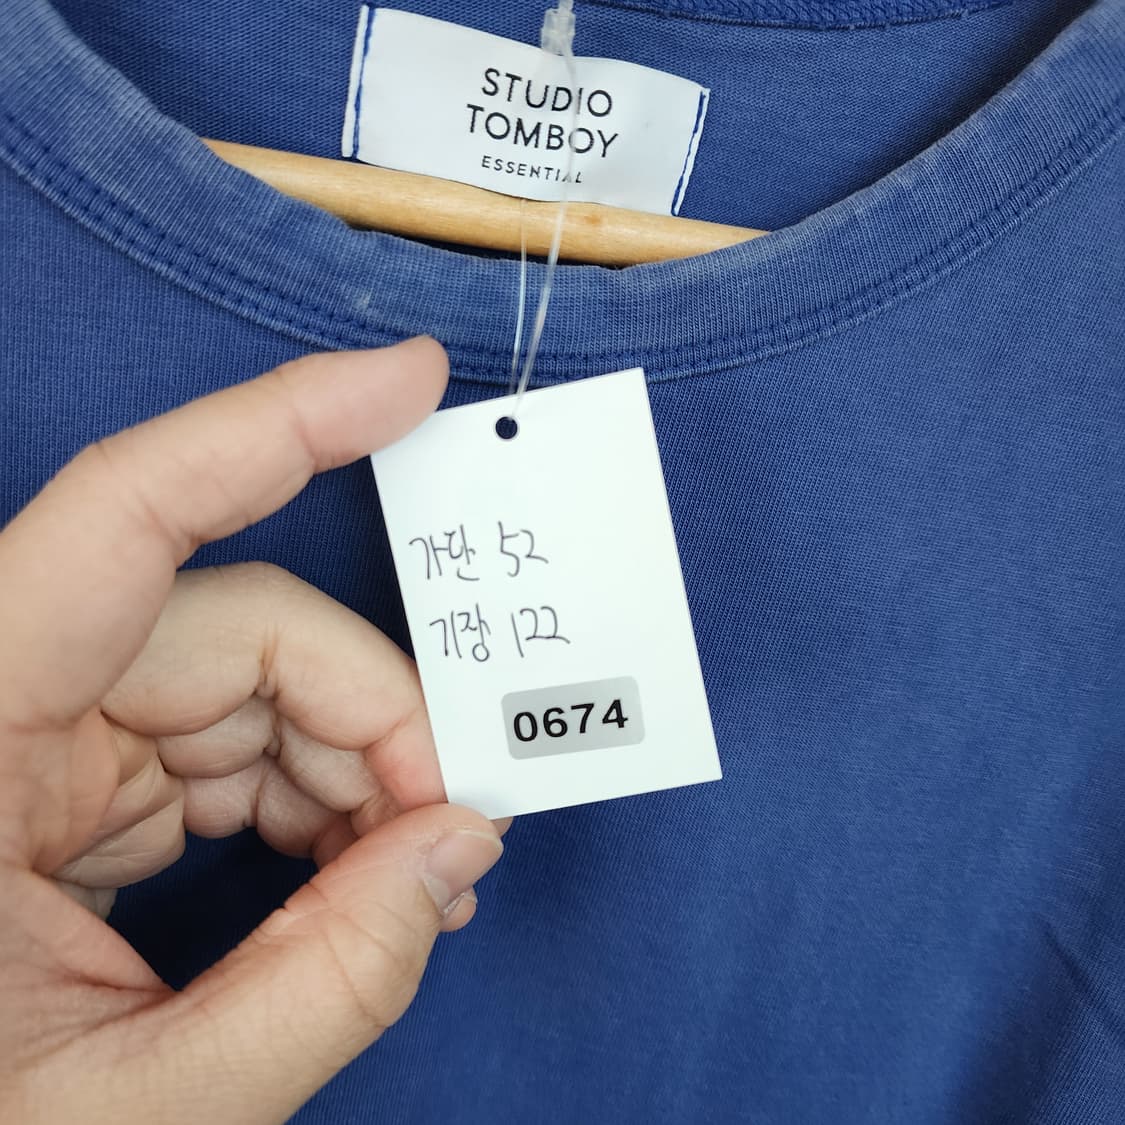 STUDIO
TOMBOY
ESSENTIAL
가단 52
기장 122
0674